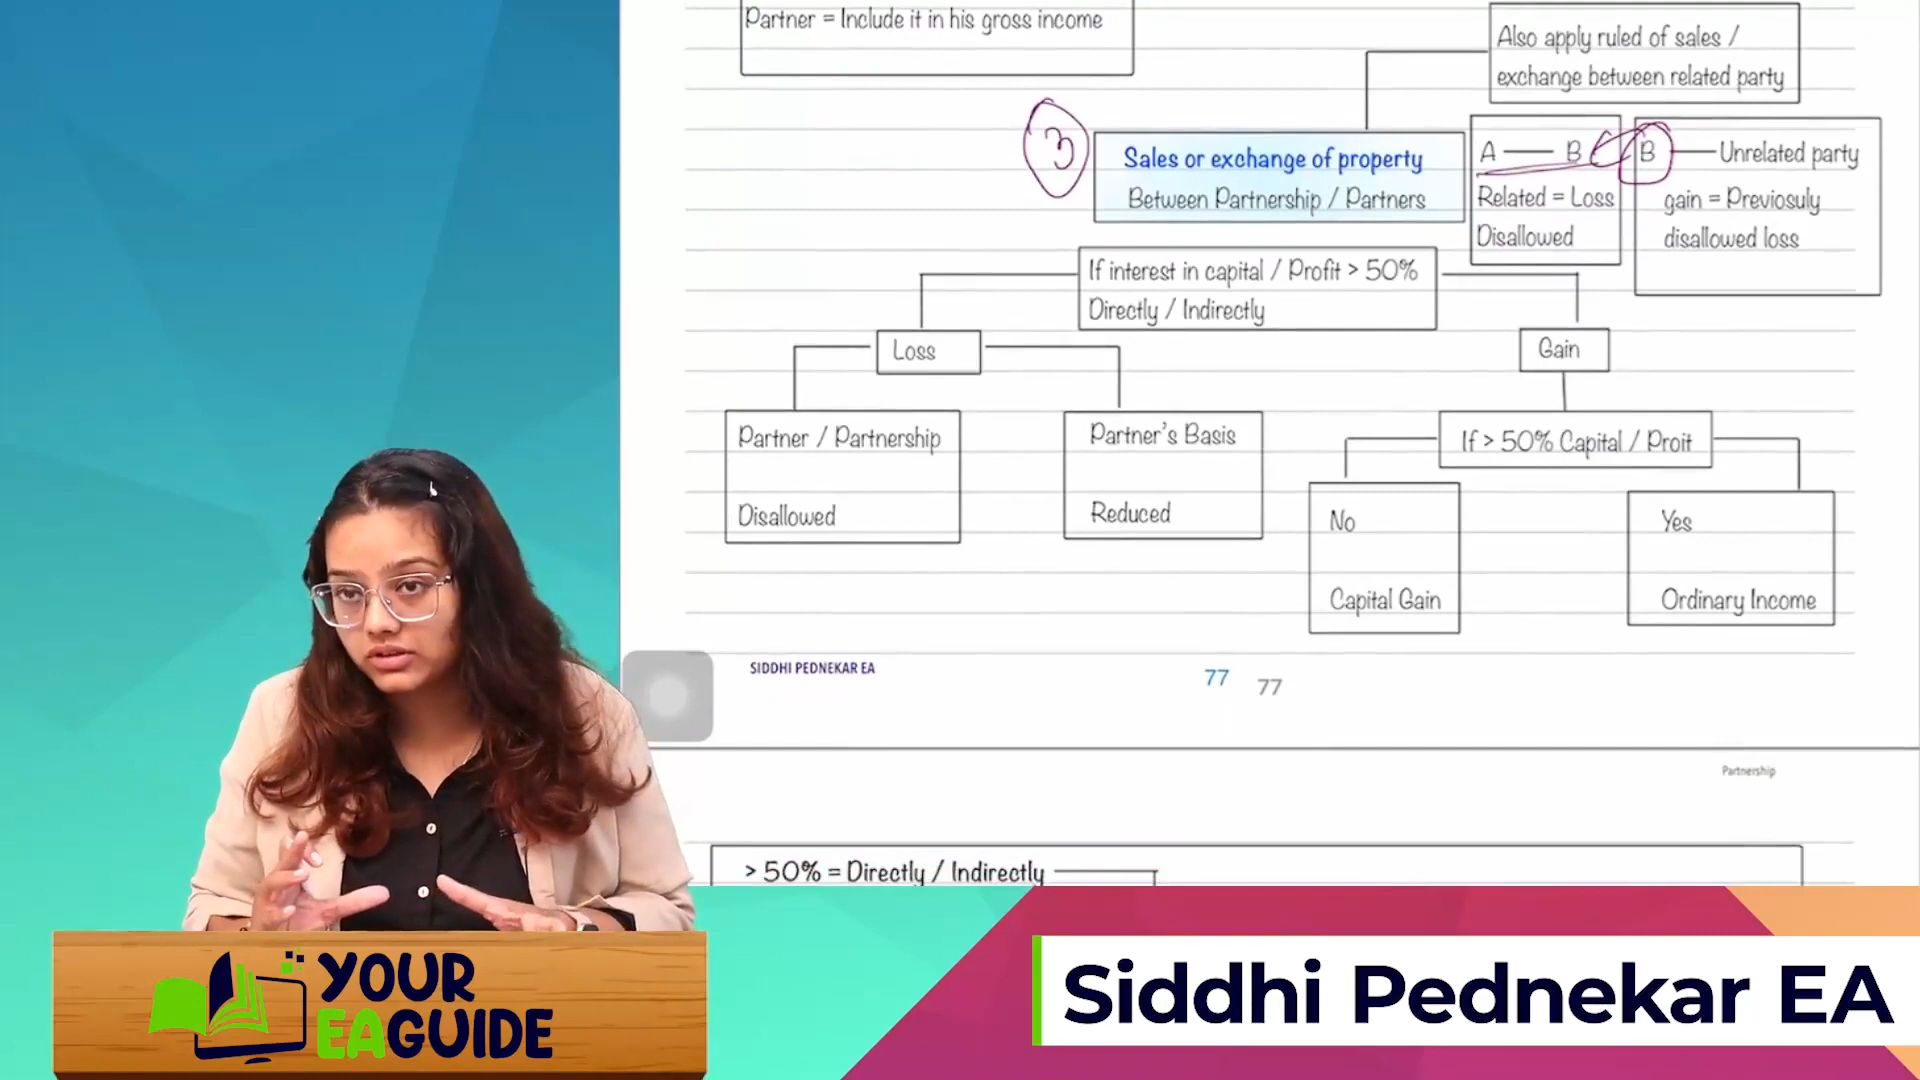 Partner = Include it in his gross income
Also apply ruled of sales /
exchange between related party
3
Sales or exchange of property
Between Partnership / Partners
A — B
Related = Loss
Disallowed
B — Unrelated party
gain = Previosuly
disallowed loss
If interest in capital / Profit > 50%
Directly / Indirectly
Loss
Gain
Partner / Partnership
Disallowed
Partner's Basis
Reduced
If > 50% Capital / Proit
No
Capital Gain
Yes
Ordinary Income
SIDDHI PEDNEKAR EA
77
77
Partnership
> 50% = Directly / Indirectly
YOUR
EAGUIDE
Siddhi Pednekar EA